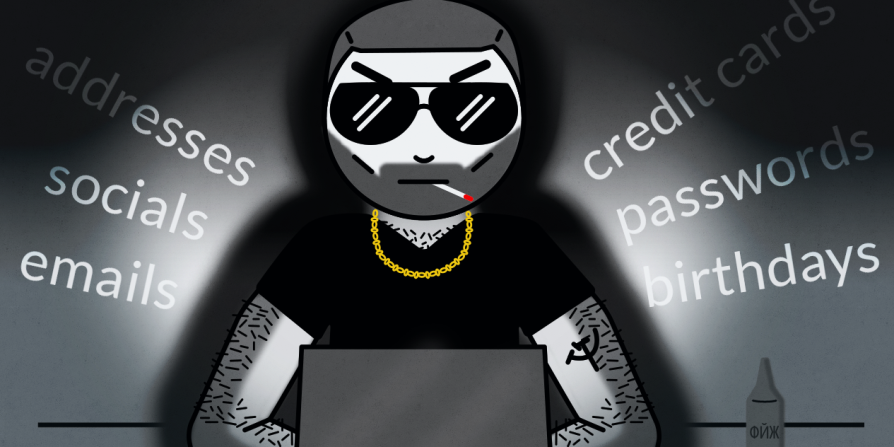 addresses
socials
emails
credit cards
passwords
birthdays
ФЙЖ